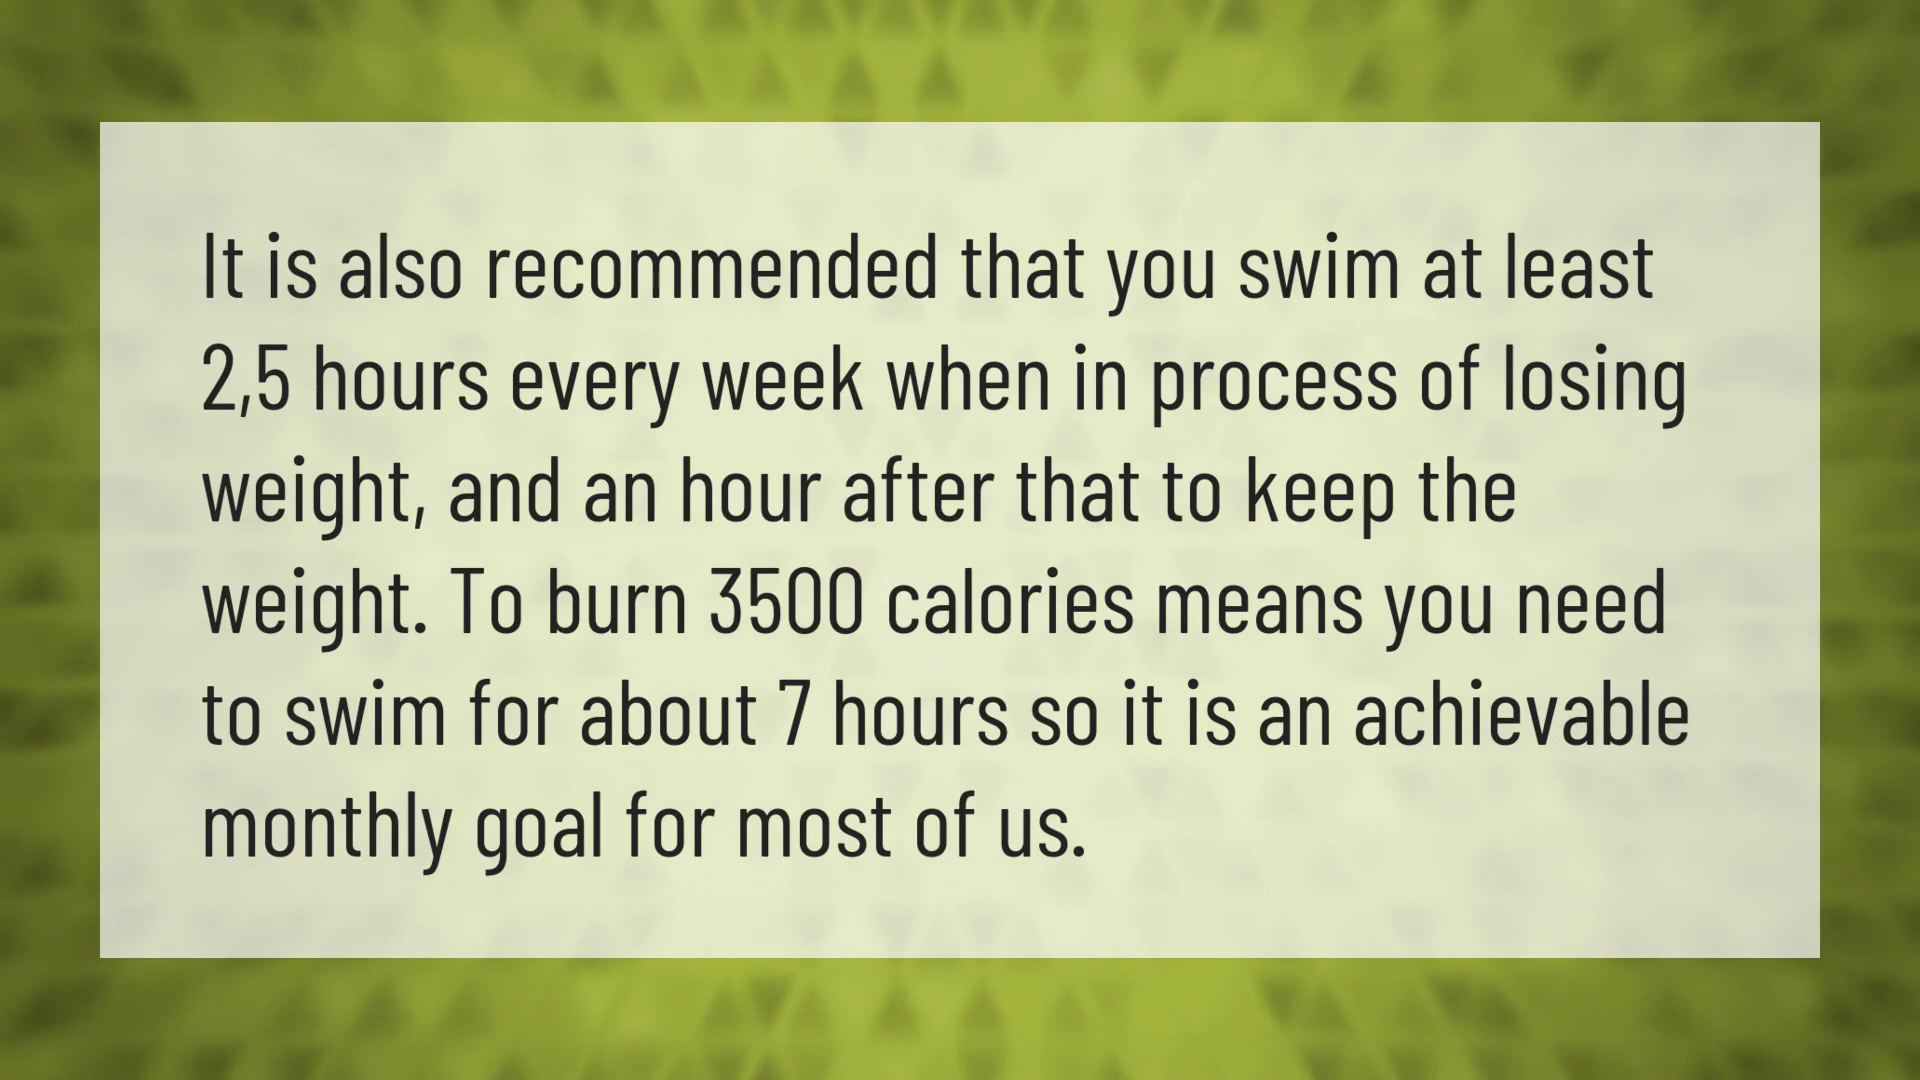 It is also recommended that you swim at least
2,5 hours every week when in process of losing
weight, and an hour after that to keep the
weight. To burn 3500 calories means you need
to swim for about 7 hours so it is an achievable
monthly goal for most of us.